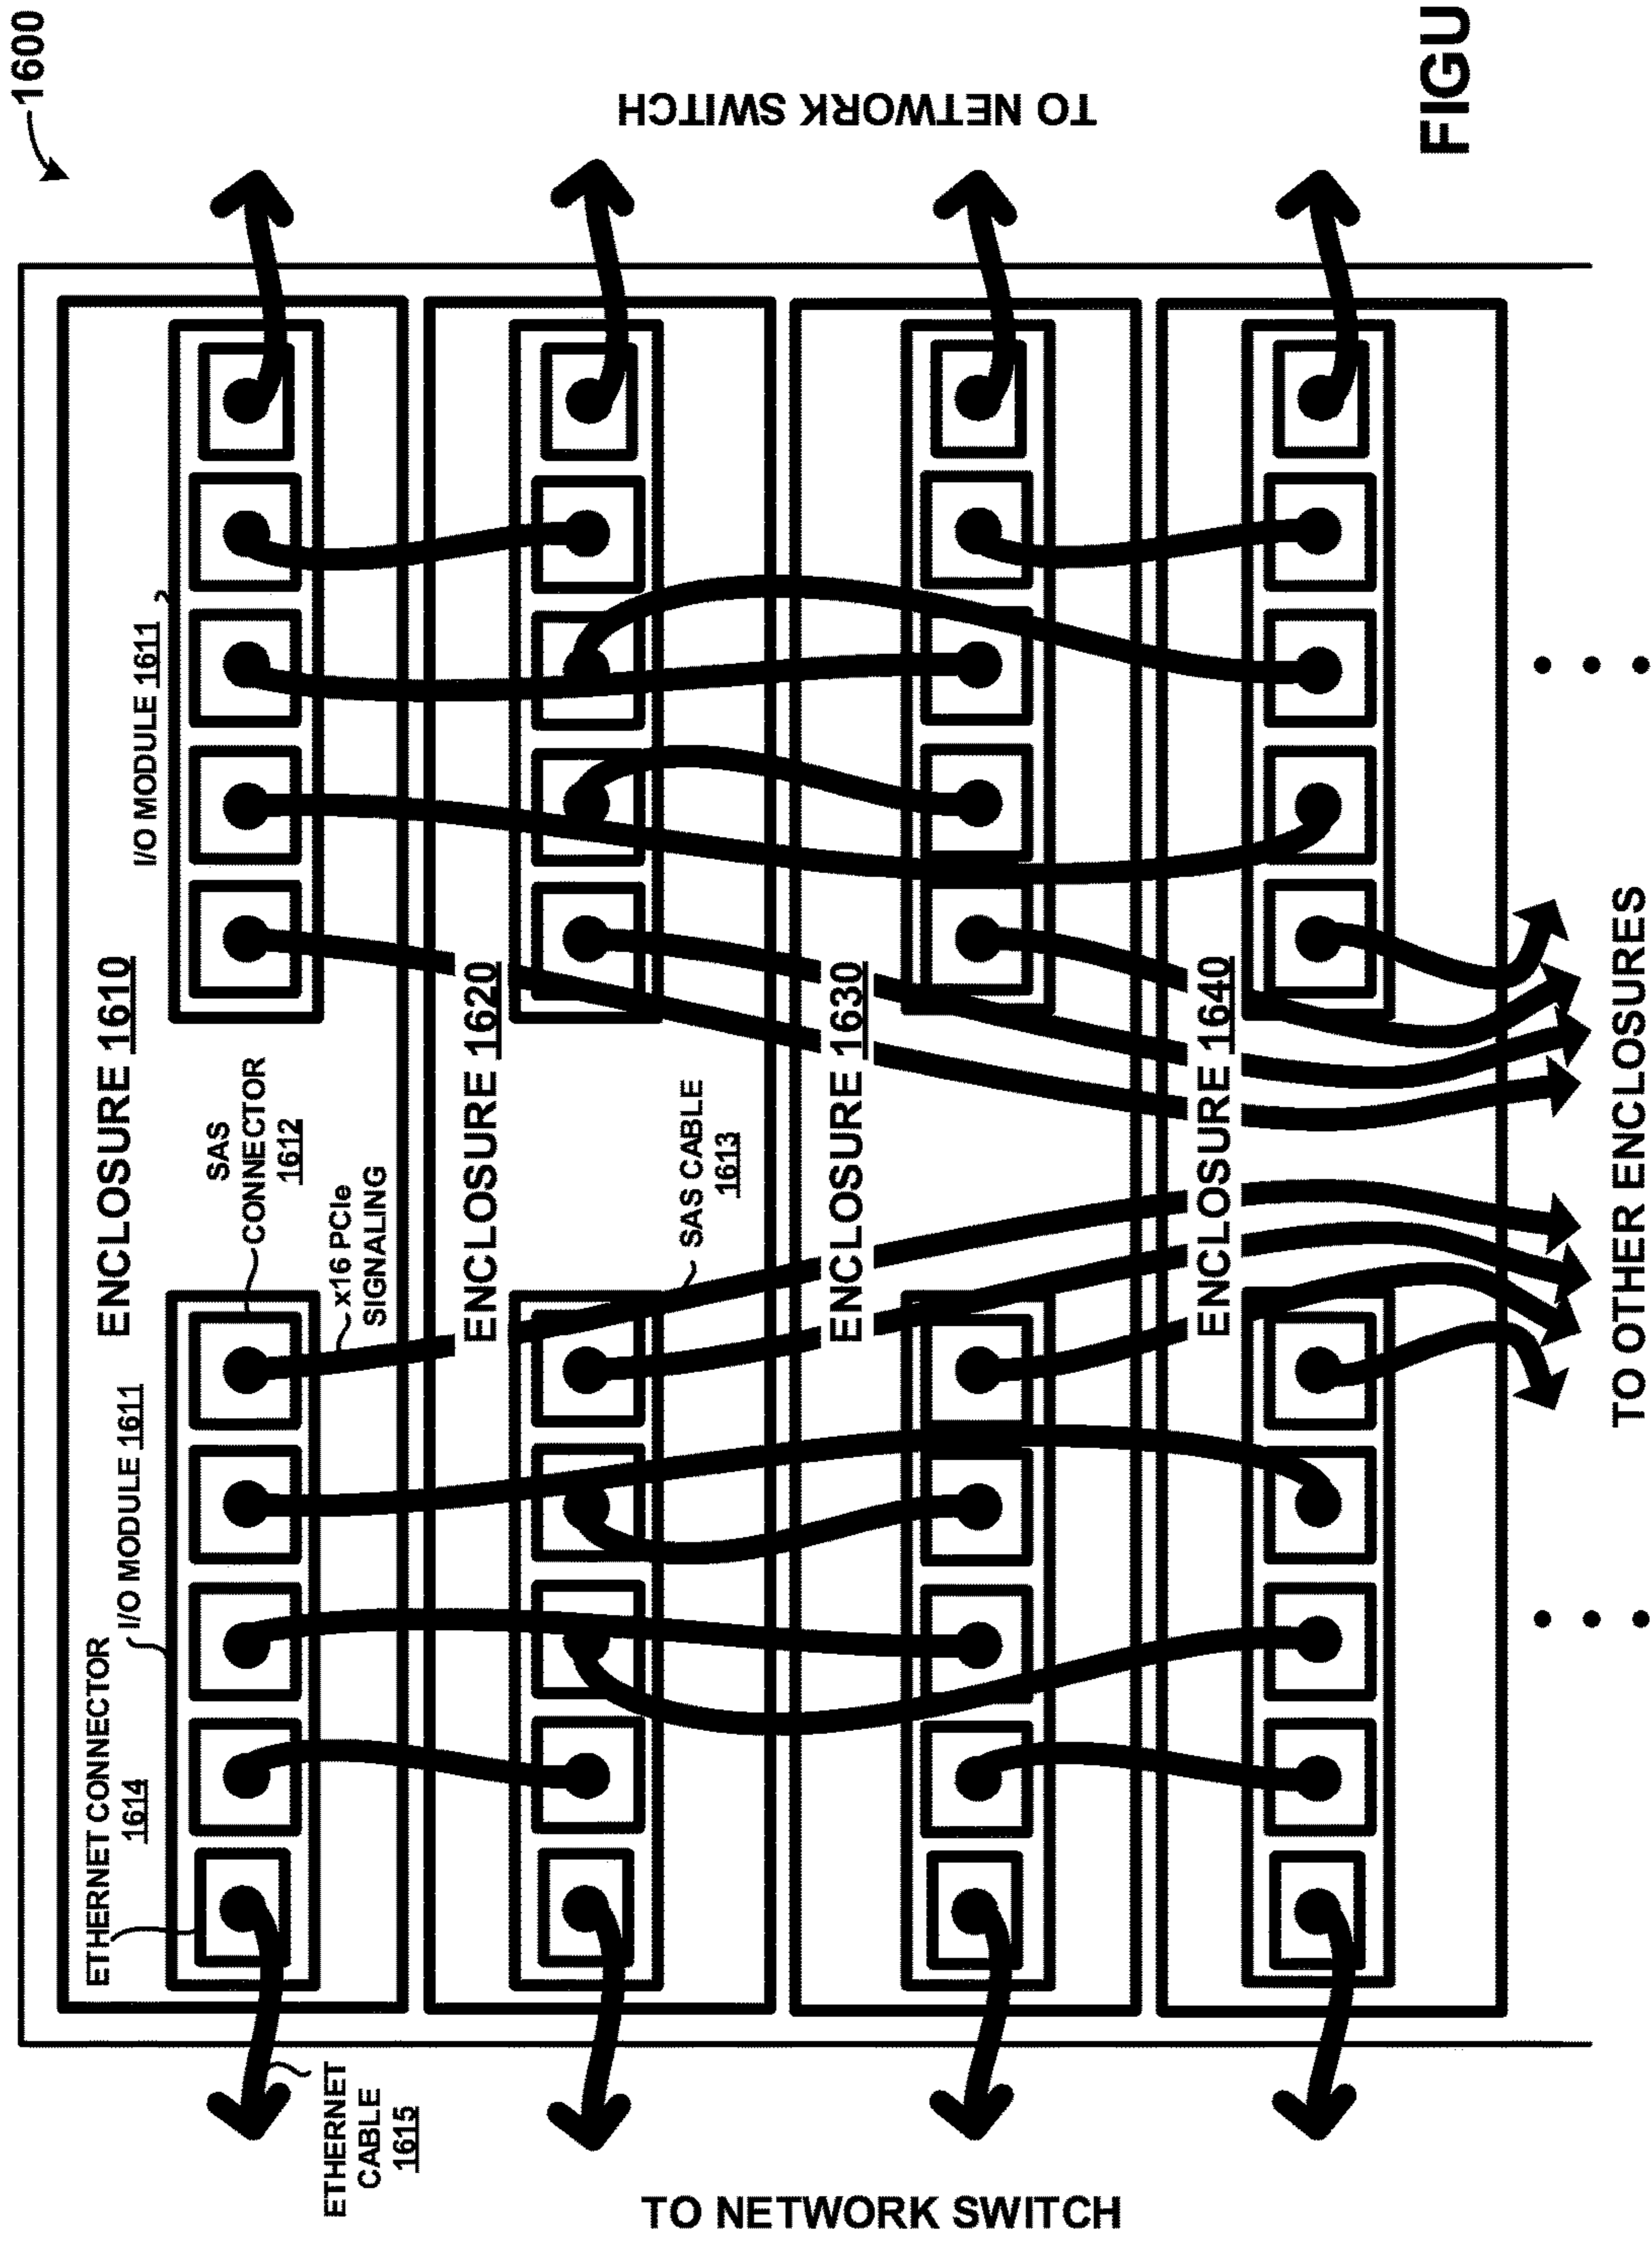 1600
ENCLOSURE 1610
ETHERNET CONNECTOR
1614
I/O MODULE 1611
SAS
CONNECTOR
1612
x16 PCIe
SIGNALING
I/O MODULE 1611
ETHERNET
CABLE
1615
ENCLOSURE 1620
SAS CABLE
1613
ENCLOSURE 1630
ENCLOSURE 1640
TO NETWORK SWITCH
TO NETWORK SWITCH
TO OTHER ENCLOSURES
FIGU